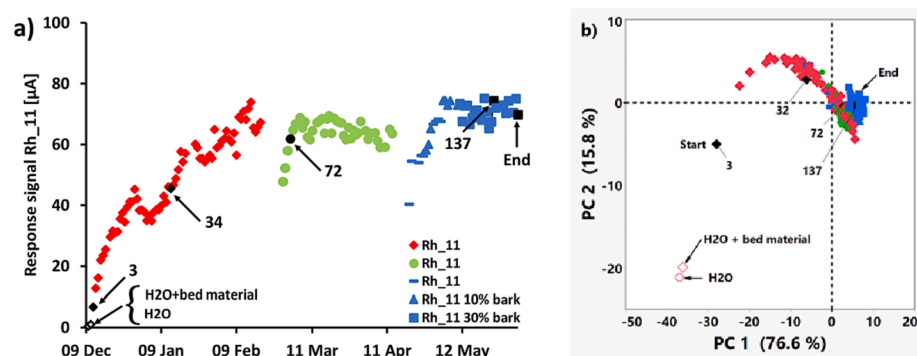 a)
Response signal Rh_11 [µA]
100
80
60
40
20
0
09 Dec
09 Jan
09 Feb
11 Mar
11 Apr
12 May
3
34
72
137
End
H2O+bed material
H2O
Rh_11
Rh_11
Rh_11
Rh_11 10% bark
Rh_11 30% bark
b)
PC 2 (15.8 %)
10
0
-10
-20
-50
-40
-30
-20
-10
0
10
20
PC 1 (76.6 %)
Start
3
32
72
137
End
H2O + bed material
H2O